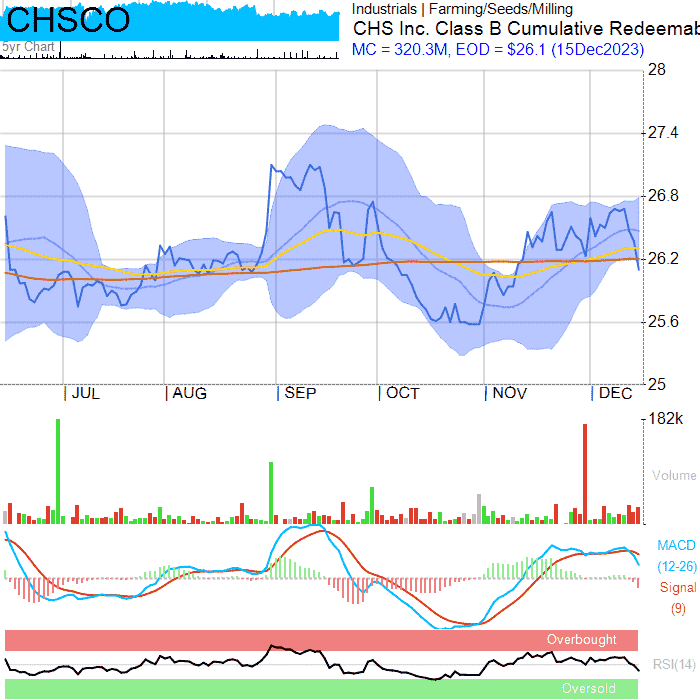 CHSCO
5yr Chart
Industrials | Farming/Seeds/Milling
CHS Inc. Class B Cumulative Redeemab
MC = 320.3M, EOD = $26.1 (15Dec2023)
28
27.4
26.8
26.2
25.6
25
JUL AUG SEP OCT NOV DEC
182k
Volume
MACD
(12-26)
Signal
(9)
Overbought
RSI(14)
Oversold